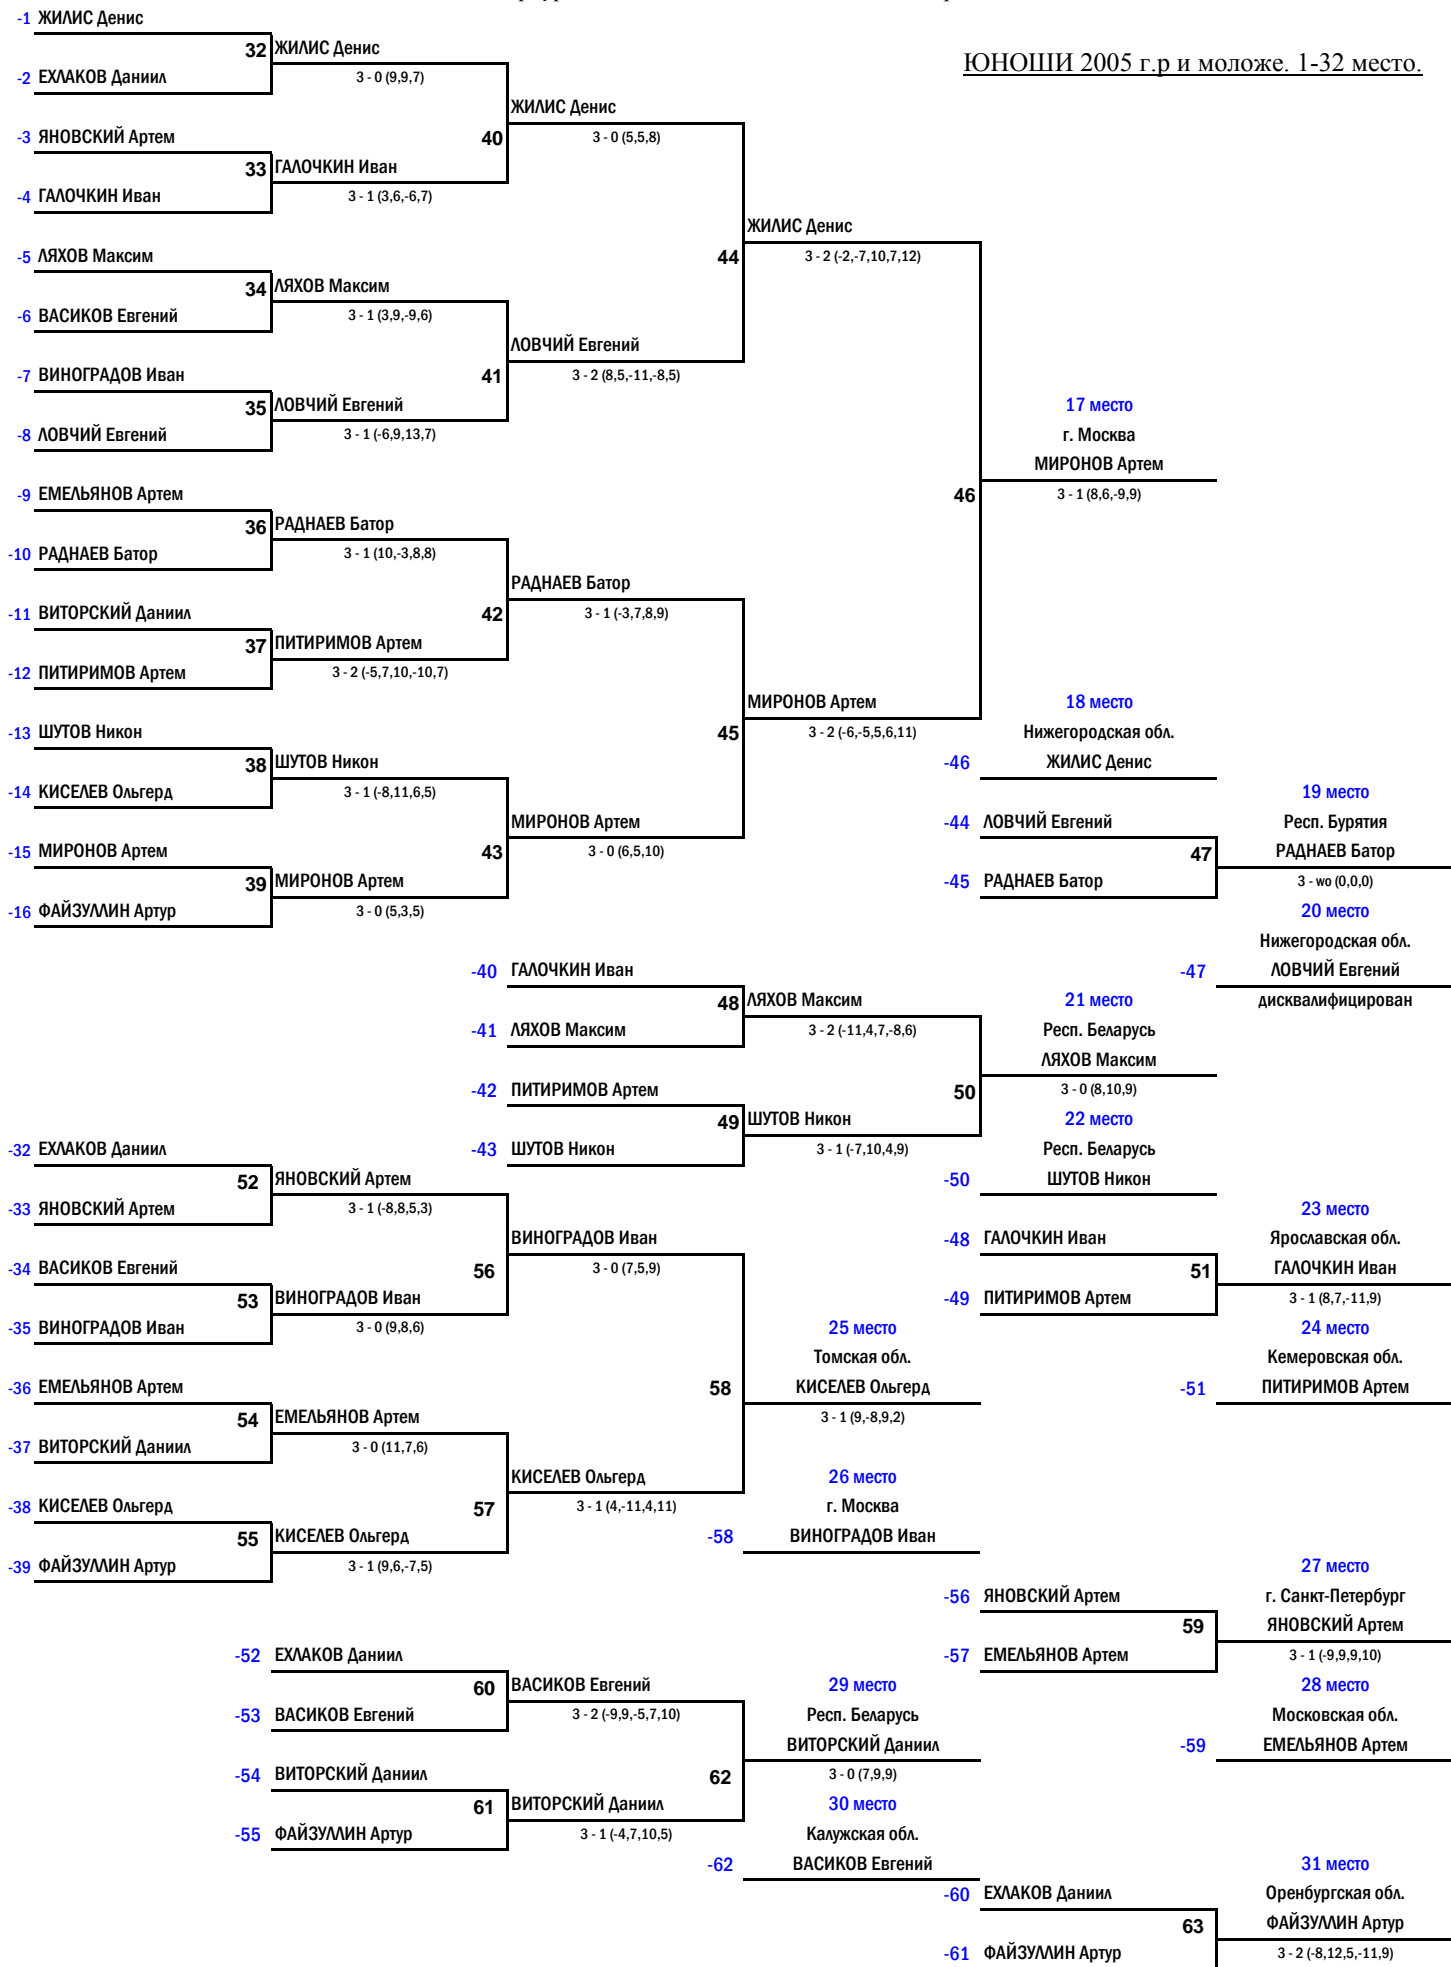 ЮНОШИ 2005 г.р и моложе. 1-32 место.
-1 ЖИЛИС Денис
32 ЖИЛИС Денис
-2 ЕХЛАКОВ Даниил
3 - 0 (9,9,7)
ЖИЛИС Денис
-3 ЯНОВСКИЙ Артем
40
3 - 0 (5,5,8)
33 ГАЛОЧКИН Иван
-4 ГАЛОЧКИН Иван
3 - 1 (3,6,-6,7)
ЖИЛИС Денис
-5 ЛЯХОВ Максим
44
3 - 2 (-2,-7,10,7,12)
34 ЛЯХОВ Максим
-6 ВАСИКОВ Евгений
3 - 1 (3,9,-9,6)
ЛОВЧИЙ Евгений
-7 ВИНОГРАДОВ Иван
41
3 - 2 (8,5,-11,-8,5)
35 ЛОВЧИЙ Евгений
17 место
-8 ЛОВЧИЙ Евгений
3 - 1 (-6,9,13,7)
г. Москва
МИРОНОВ Артем
-9 ЕМЕЛЬЯНОВ Артем
46
3 - 1 (8,6,-9,9)
36 РАДНАЕВ Батор
-10 РАДНАЕВ Батор
3 - 1 (10,-3,8,8)
РАДНАЕВ Батор
-11 ВИТОРСКИЙ Даниил
42
3 - 1 (-3,7,8,9)
37 ПИТИРИМОВ Артем
-12 ПИТИРИМОВ Артем
3 - 2 (-5,7,10,-10,7)
МИРОНОВ Артем
18 место
-13 ШУТОВ Никон
45
3 - 2 (-6,-5,5,6,11)
Нижегородская обл.
38 ШУТОВ Никон
-46 ЖИЛИС Денис
-14 КИСЕЛЕВ Ольгерд
3 - 1 (-8,11,6,5)
19 место
МИРОНОВ Артем
-44 ЛОВЧИЙ Евгений
Респ. Бурятия
-15 МИРОНОВ Артем
43
3 - 0 (6,5,10)
47 РАДНАЕВ Батор
39 МИРОНОВ Артем
-45 РАДНАЕВ Батор
3 - wo (0,0,0)
-16 ФАЙЗУЛЛИН Артур
3 - 0 (5,3,5)
20 место
Нижегородская обл.
-40 ГАЛОЧКИН Иван
-47 ЛОВЧИЙ Евгений
48 ЛЯХОВ Максим
21 место
дисквалифицирован
-41 ЛЯХОВ Максим
3 - 2 (-11,4,7,-8,6)
Респ. Беларусь
ЛЯХОВ Максим
-42 ПИТИРИМОВ Артем
50
3 - 0 (8,10,9)
49 ШУТОВ Никон
22 место
-32 ЕХЛАКОВ Даниил
-43 ШУТОВ Никон
3 - 1 (-7,10,4,9)
Респ. Беларусь
52 ЯНОВСКИЙ Артем
-50 ШУТОВ Никон
-33 ЯНОВСКИЙ Артем
3 - 1 (-8,8,5,3)
23 место
ВИНОГРАДОВ Иван
-48 ГАЛОЧКИН Иван
Ярославская обл.
-34 ВАСИКОВ Евгений
56
3 - 0 (7,5,9)
51 ГАЛОЧКИН Иван
53 ВИНОГРАДОВ Иван
-49 ПИТИРИМОВ Артем
3 - 1 (8,7,-11,9)
-35 ВИНОГРАДОВ Иван
3 - 0 (9,8,6)
25 место
24 место
Томская обл.
Кемеровская обл.
-36 ЕМЕЛЬЯНОВ Артем
58 КИСЕЛЕВ Ольгерд
-51 ПИТИРИМОВ Артем
54 ЕМЕЛЬЯНОВ Артем
3 - 1 (9,-8,9,2)
-37 ВИТОРСКИЙ Даниил
3 - 0 (11,7,6)
КИСЕЛЕВ Ольгерд
26 место
-38 КИСЕЛЕВ Ольгерд
57
3 - 1 (4,-11,4,11)
г. Москва
55 КИСЕЛЕВ Ольгерд
-58 ВИНОГРАДОВ Иван
-39 ФАЙЗУЛЛИН Артур
3 - 1 (9,6,-7,5)
27 место
-56 ЯНОВСКИЙ Артем
г. Санкт-Петербург
59 ЯНОВСКИЙ Артем
-52 ЕХЛАКОВ Даниил
-57 ЕМЕЛЬЯНОВ Артем
3 - 1 (-9,9,9,10)
60 ВАСИКОВ Евгений
29 место
28 место
-53 ВАСИКОВ Евгений
3 - 2 (-9,9,-5,7,10)
Респ. Беларусь
Московская обл.
ВИТОРСКИЙ Даниил
-59 ЕМЕЛЬЯНОВ Артем
-54 ВИТОРСКИЙ Даниил
62
3 - 0 (7,9,9)
61 ВИТОРСКИЙ Даниил
30 место
-55 ФАЙЗУЛЛИН Артур
3 - 1 (-4,7,10,5)
Калужская обл.
-62 ВАСИКОВ Евгений
31 место
-60 ЕХЛАКОВ Даниил
Оренбургская обл.
63 ФАЙЗУЛЛИН Артур
-61 ФАЙЗУЛЛИН Артур
3 - 2 (-8,12,5,-11,9)